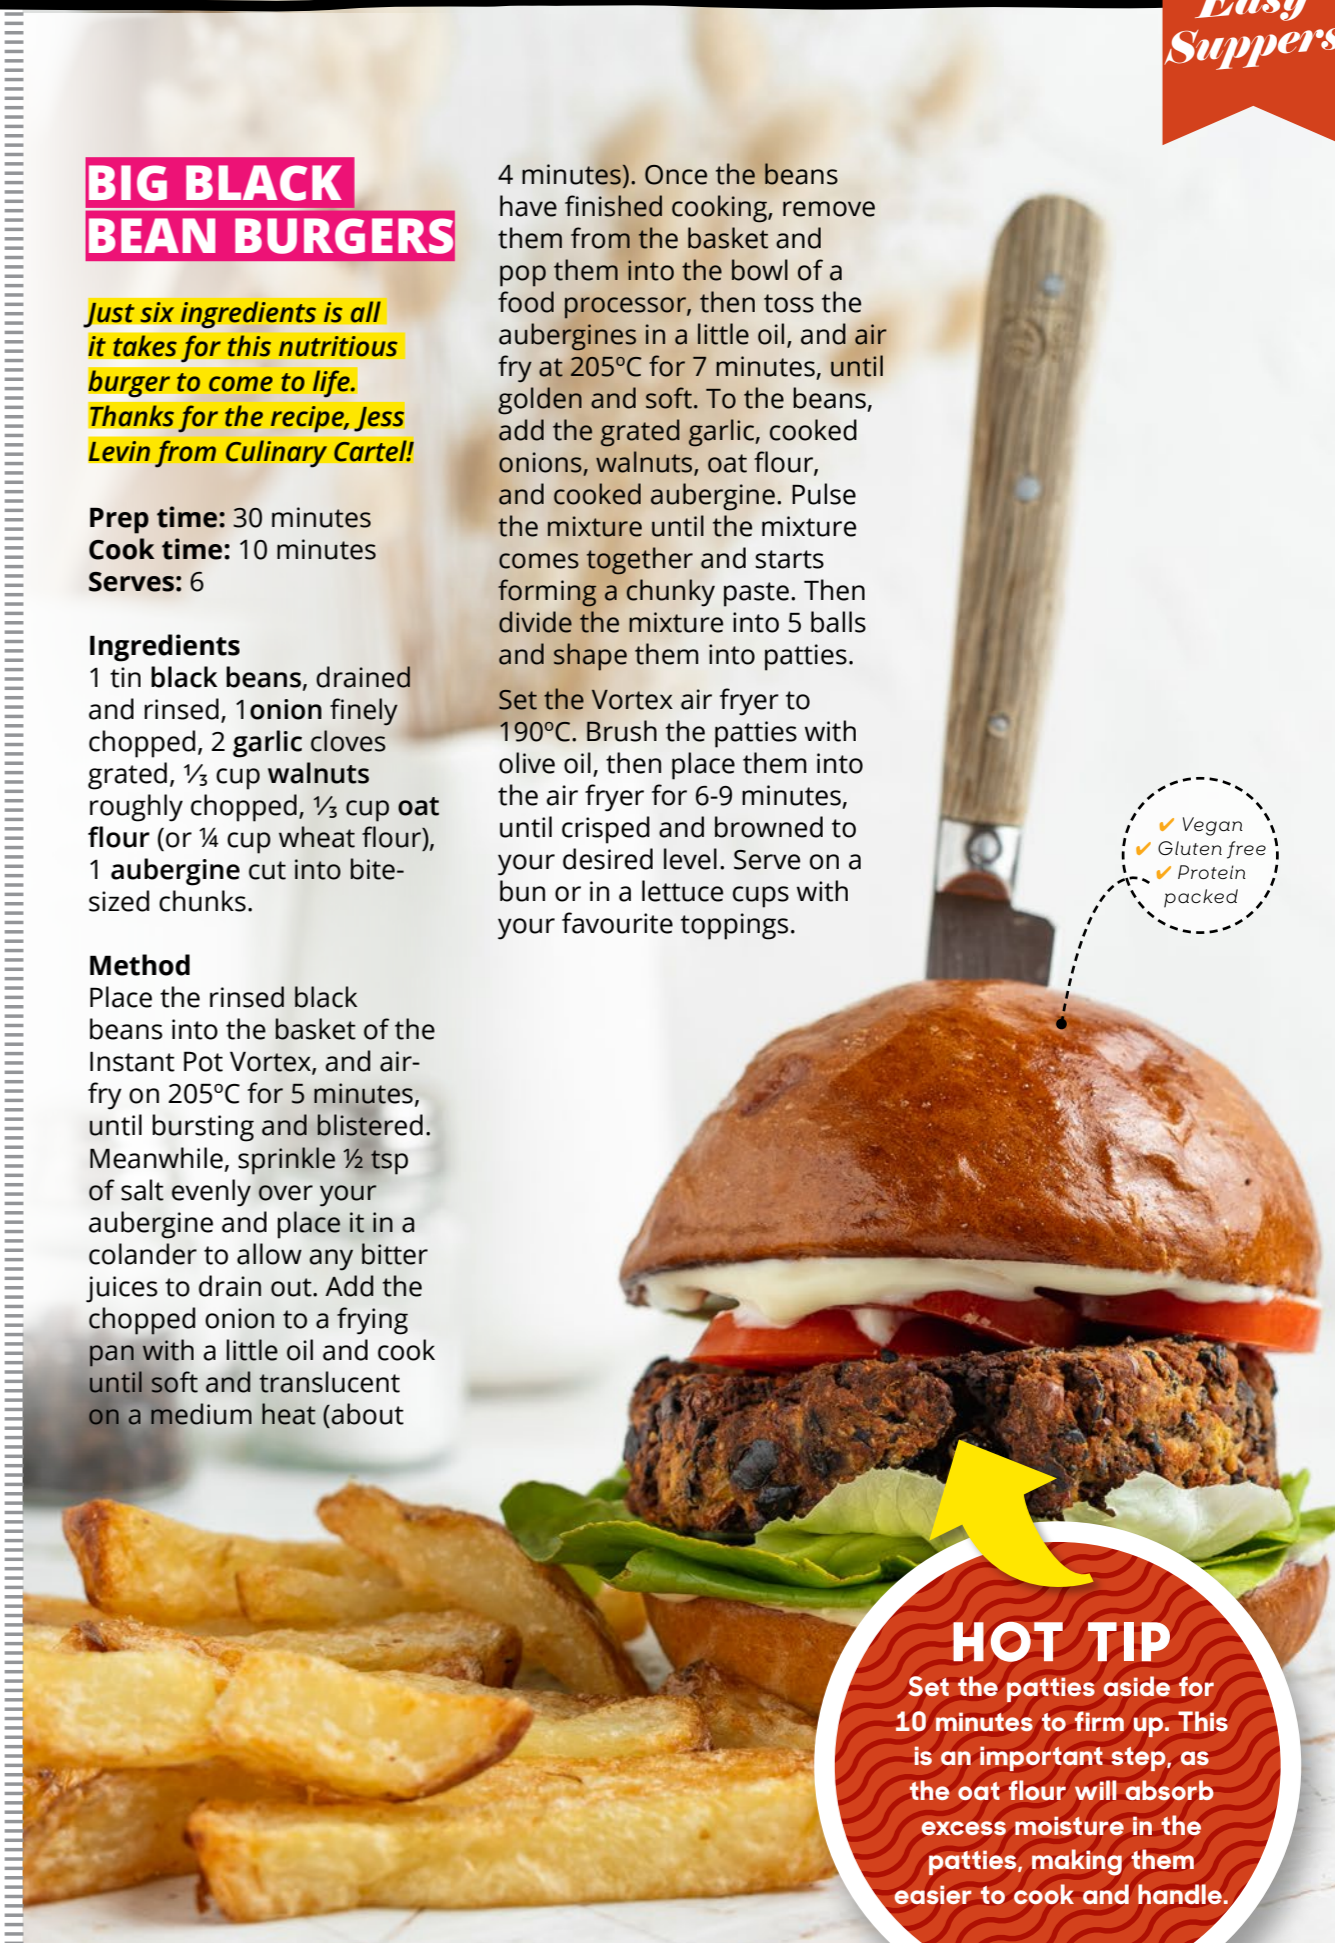 Easy
Suppers
BIG BLACK
BEAN BURGERS
Just six ingredients is all
it takes for this nutritious
burger to come to life.
Thanks for the recipe, Jess
Levin from Culinary Cartel!
Prep time: 30 minutes
Cook time: 10 minutes
Serves: 6
Ingredients
1 tin black beans, drained
and rinsed, 1onion finely
chopped, 2 garlic cloves
grated, ⅓ cup walnuts
roughly chopped, ⅓ cup oat
flour (or ¼ cup wheat flour),
1 aubergine cut into bite-
sized chunks.
Method
Place the rinsed black
beans into the basket of the
Instant Pot Vortex, and air-
fry on 205ºC for 5 minutes,
until bursting and blistered.
Meanwhile, sprinkle ½ tsp
of salt evenly over your
aubergine and place it in a
colander to allow any bitter
juices to drain out. Add the
chopped onion to a frying
pan with a little oil and cook
until soft and translucent
on a medium heat (about
4 minutes). Once the beans
have finished cooking, remove
them from the basket and
pop them into the bowl of a
food processor, then toss the
aubergines in a little oil, and air
fry at 205ºC for 7 minutes, until
golden and soft. To the beans,
add the grated garlic, cooked
onions, walnuts, oat flour,
and cooked aubergine. Pulse
the mixture until the mixture
comes together and starts
forming a chunky paste. Then
divide the mixture into 5 balls
and shape them into patties.
Set the Vortex air fryer to
190ºC. Brush the patties with
olive oil, then place them into
the air fryer for 6-9 minutes,
until crisped and browned to
your desired level. Serve on a
bun or in a lettuce cups with
your favourite toppings.
✔ Vegan
✔ Gluten free
✔ Protein
packed
HOT TIP
Set the patties aside for
10 minutes to firm up. This
is an important step, as
the oat flour will absorb
excess moisture in the
patties, making them
easier to cook and handle.